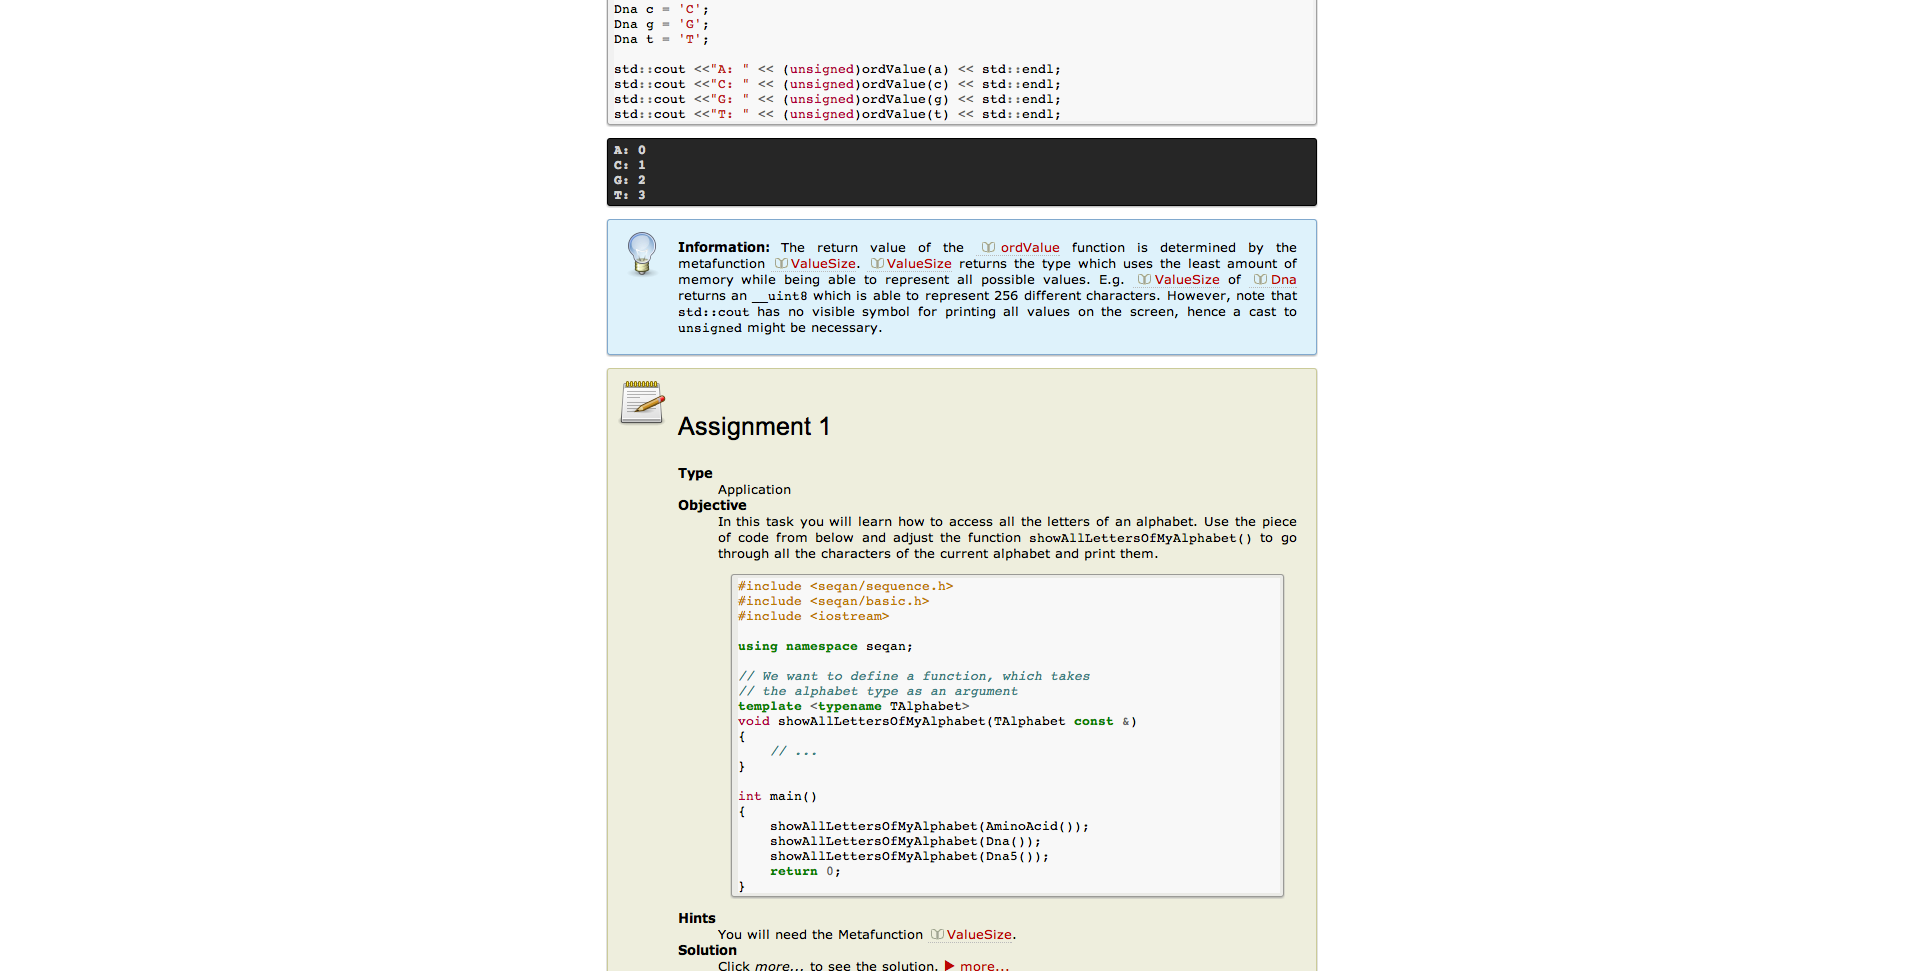 Dna c = 'C';
Dna g = 'G';
Dna t = 'T';
std::cout <<"A: " << (unsigned)ordValue(a) << std::endl;
std::cout <<"C: " << (unsigned)ordValue(c) << std::endl;
std::cout <<"G: " << (unsigned)ordValue(g) << std::endl;
std::cout <<"T: " << (unsigned)ordValue(t) << std::endl;
A: 0
C: 1
G: 2
T: 3
Information: The return value of the ordValue function is determined by the
metafunction ValueSize. ValueSize returns the type which uses the least amount of
memory while being able to represent all possible values. E.g. ValueSize of Dna
returns an __uint8 which is able to represent 256 different characters. However, note that
std::cout has no visible symbol for printing all values on the screen, hence a cast to
unsigned might be necessary.
Assignment 1
Type
Application
Objective
In this task you will learn how to access all the letters of an alphabet. Use the piece
of code from below and adjust the function showAllLettersOfMyAlphabet() to go
through all the characters of the current alphabet and print them.
#include <seqan/sequence.h>
#include <seqan/basic.h>
#include <iostream>
using namespace seqan;
// We want to define a function, which takes
// the alphabet type as an argument
template <typename TAlphabet>
void showAllLettersOfMyAlphabet(TAlphabet const &)
{
// ...
}
int main()
{
showAllLettersOfMyAlphabet(AminoAcid());
showAllLettersOfMyAlphabet(Dna());
showAllLettersOfMyAlphabet(Dna5());
return 0;
}
Hints
You will need the Metafunction ValueSize.
Solution
Click more... to see the solution. more...